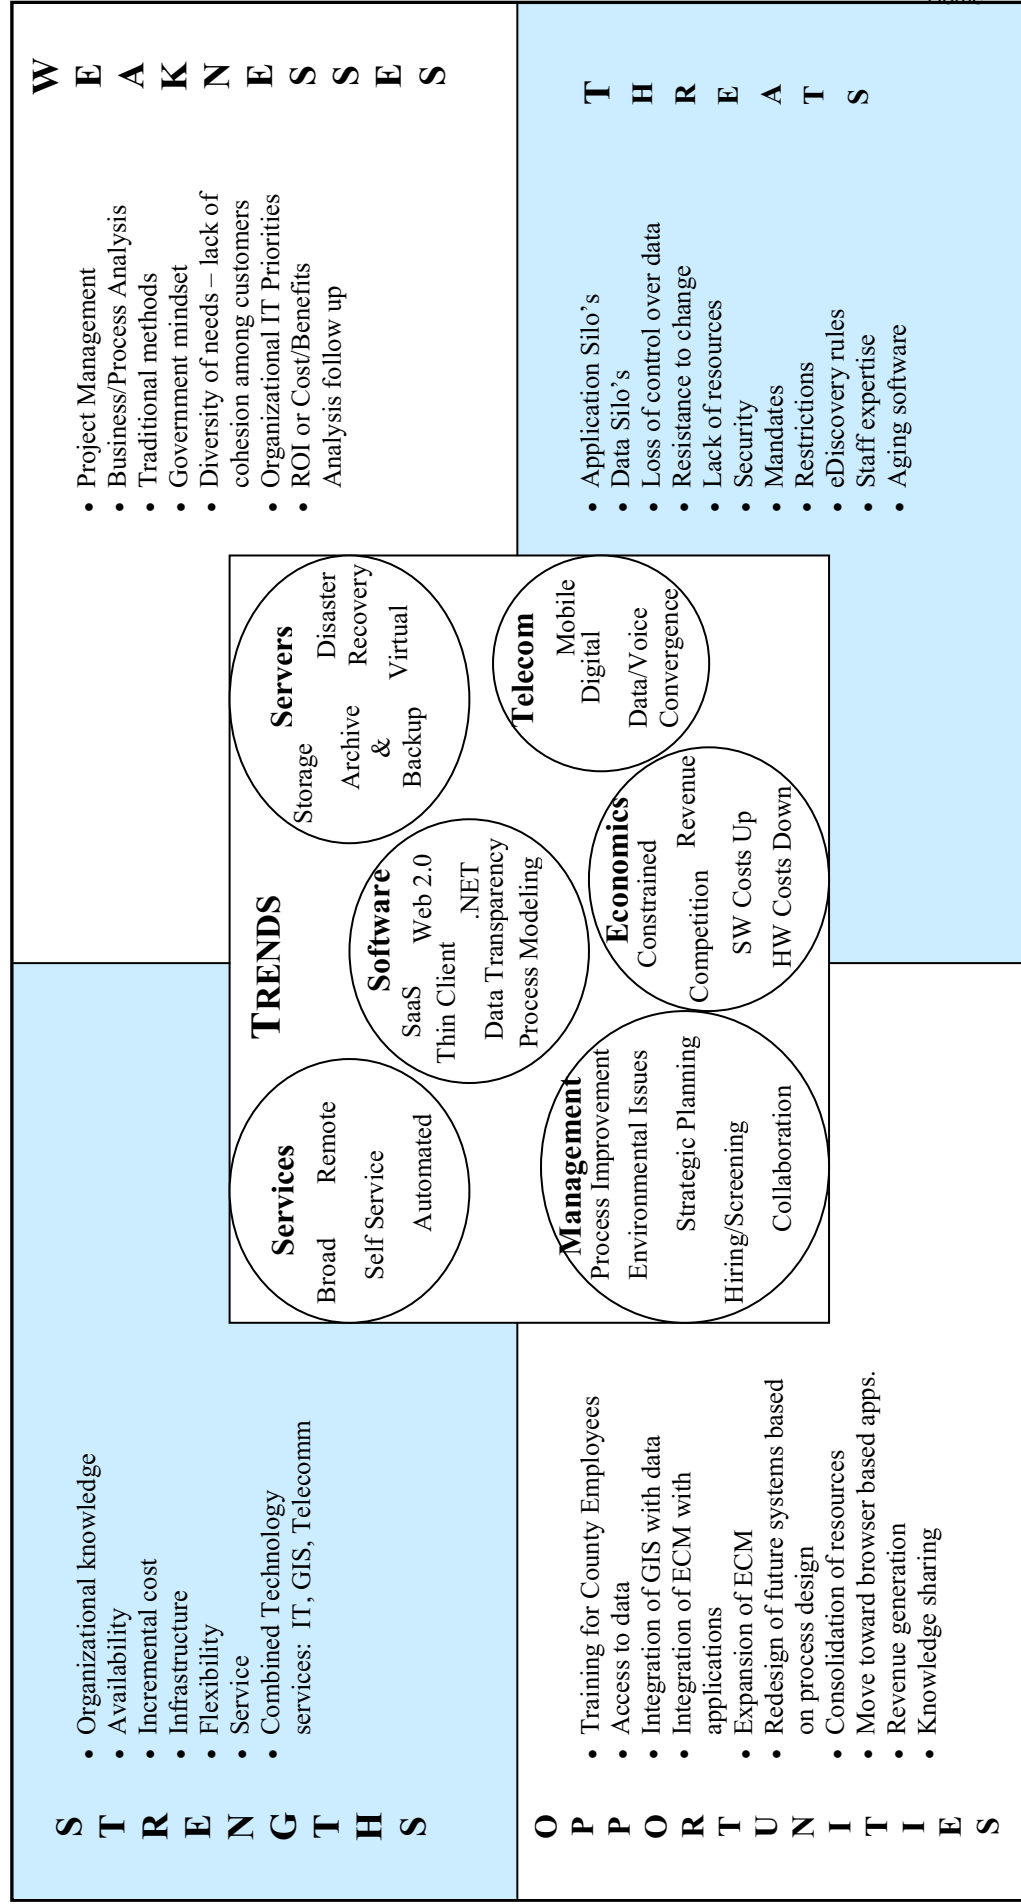 STRENGTHS
• Organizational knowledge
• Availability
• Incremental cost
• Infrastructure
• Flexibility
• Service
• Combined Technology
services: IT, GIS, Telecomm
WEAKNESSES
• Project Management
• Business/Process Analysis
• Traditional methods
• Government mindset
• Diversity of needs – lack of
cohesion among customers
• Organizational IT Priorities
• ROI or Cost/Benefits
Analysis follow up
TRENDS
Services
Broad Remote
Self Service
Automated
Software
SaaS Web 2.0
Thin Client
.NET
Data Transparency
Process Modeling
Servers
Storage
Disaster
Recovery
Archive
&
Backup
Virtual
Management
Process Improvement
Environmental Issues
Strategic Planning
Hiring/Screening
Collaboration
Economics
Constrained
Revenue
Competition
SW Costs Up
HW Costs Down
Telecom
Mobile
Digital
Data/Voice
Convergence
OPPORTUNITIES
• Training for County Employees
• Access to data
• Integration of GIS with data
• Integration of ECM with
applications
• Expansion of ECM
• Redesign of future systems based
on process design
• Consolidation of resources
• Move toward browser based apps.
• Revenue generation
• Knowledge sharing
THREATS
• Application Silo's
• Data Silo's
• Loss of control over data
• Resistance to change
• Lack of resources
• Security
• Mandates
• Restrictions
• eDiscovery rules
• Staff expertise
• Aging software